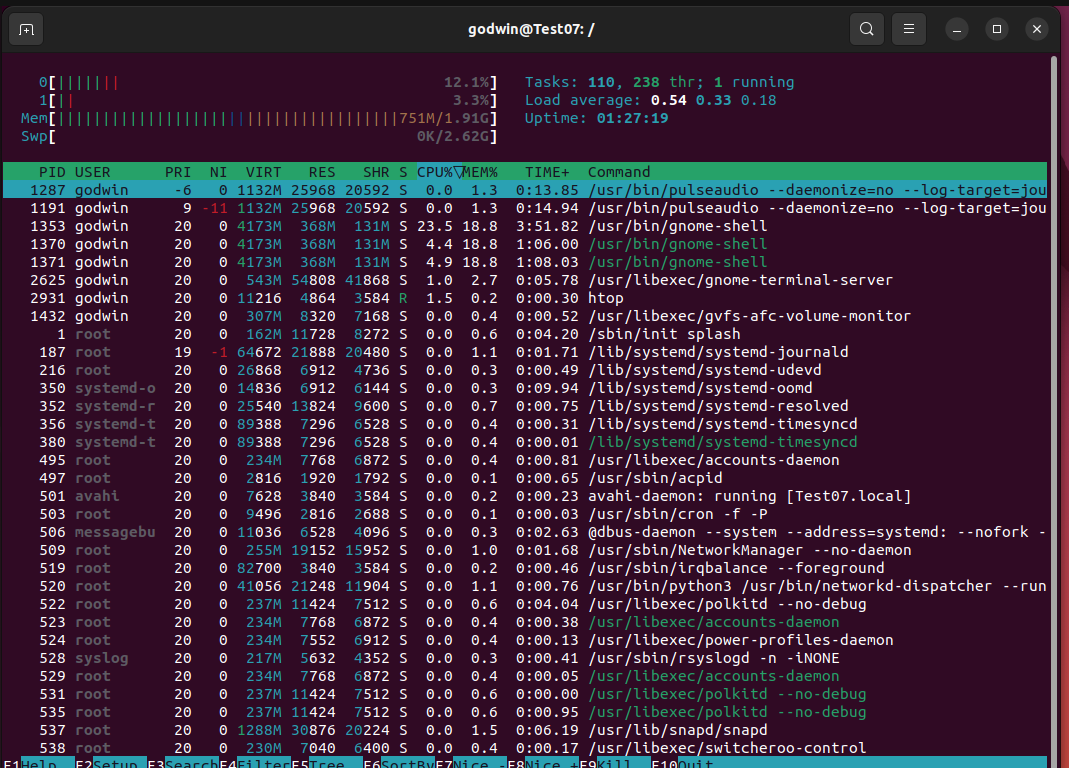 godwin@Test07: /
0[||||||| 12.1%] Tasks: 110, 238 thr; 1 running
1[|| 3.3%] Load average: 0.54 0.33 0.18
Mem[||||||||||||||||||||||||||||||||||||||751M/1.91G] Uptime: 01:27:19
Swp[ 0K/2.62G]
PID USER PRI NI VIRT RES SHR S CPU%▽MEM% TIME+ Command
1287 godwin -6 0 1132M 25968 20592 S 0.0 1.3 0:13.85 /usr/bin/pulseaudio --daemonize=no --log-target=jou
1191 godwin 9 -11 1132M 25968 20592 S 0.0 1.3 0:14.94 /usr/bin/pulseaudio --daemonize=no --log-target=jou
1353 godwin 20 0 4173M 368M 131M S 23.5 18.8 3:51.82 /usr/bin/gnome-shell
1370 godwin 20 0 4173M 368M 131M S 4.4 18.8 1:06.00 /usr/bin/gnome-shell
1371 godwin 20 0 4173M 368M 131M S 4.9 18.8 1:08.03 /usr/bin/gnome-shell
2625 godwin 20 0 543M 54808 41868 S 1.0 2.7 0:05.78 /usr/libexec/gnome-terminal-server
2931 godwin 20 0 11216 4864 3584 R 1.5 0.2 0:00.30 htop
1432 godwin 20 0 307M 8320 7168 S 0.0 0.4 0:00.52 /usr/libexec/gvfs-afc-volume-monitor
1 root 20 0 162M 11728 8272 S 0.0 0.6 0:04.20 /sbin/init splash
187 root 19 -1 64672 21888 20480 S 0.0 1.1 0:01.71 /lib/systemd/systemd-journald
216 root 20 0 26868 6912 4736 S 0.0 0.3 0:00.49 /lib/systemd/systemd-udevd
350 systemd-o 20 0 14836 6912 6144 S 0.0 0.3 0:09.94 /lib/systemd/systemd-oomd
352 systemd-r 20 0 25540 13824 9600 S 0.0 0.7 0:00.75 /lib/systemd/systemd-resolved
356 systemd-t 20 0 89388 7296 6528 S 0.0 0.4 0:00.31 /lib/systemd/systemd-timesyncd
380 systemd-t 20 0 89388 7296 6528 S 0.0 0.4 0:00.01 /lib/systemd/systemd-timesyncd
495 root 20 0 234M 7768 6872 S 0.0 0.4 0:00.81 /usr/libexec/accounts-daemon
497 root 20 0 2816 1920 1792 S 0.0 0.1 0:00.65 /usr/sbin/acpid
501 avahi 20 0 7628 3840 3584 S 0.0 0.2 0:00.23 avahi-daemon: running [Test07.local]
503 root 20 0 9496 2816 2688 S 0.0 0.1 0:00.03 /usr/sbin/cron -f -P
506 messagebu 20 0 11036 6528 4096 S 0.0 0.3 0:02.63 @dbus-daemon --system --address=systemd: --nofork -
509 root 20 0 255M 19152 15952 S 0.0 1.0 0:01.68 /usr/sbin/NetworkManager --no-daemon
519 root 20 0 82700 3840 3584 S 0.0 0.2 0:00.46 /usr/sbin/irqbalance --foreground
520 root 20 0 41056 21248 11904 S 0.0 1.1 0:00.76 /usr/bin/python3 /usr/bin/networkd-dispatcher --run
522 root 20 0 237M 11424 7512 S 0.0 0.6 0:04.04 /usr/libexec/polkitd --no-debug
523 root 20 0 234M 7768 6872 S 0.0 0.4 0:00.38 /usr/libexec/accounts-daemon
524 root 20 0 234M 7552 6912 S 0.0 0.4 0:00.13 /usr/libexec/power-profiles-daemon
528 syslog 20 0 217M 5632 4352 S 0.0 0.3 0:00.41 /usr/sbin/rsyslogd -n -iNONE
529 root 20 0 234M 7768 6872 S 0.0 0.4 0:00.05 /usr/libexec/accounts-daemon
531 root 20 0 237M 11424 7512 S 0.0 0.6 0:00.00 /usr/libexec/polkitd --no-debug
535 root 20 0 237M 11424 7512 S 0.0 0.6 0:00.95 /usr/libexec/polkitd --no-debug
537 root 20 0 1288M 30876 20224 S 0.0 1.5 0:06.19 /usr/lib/snapd/snapd
538 root 20 0 230M 7040 6400 S 0.0 0.4 0:00.17 /usr/libexec/switcheroo-control
F1Help F2Setup F3SearchF4FilterF5Tree F6SortByF7Nice -F8Nice +F9Kill F10Quit